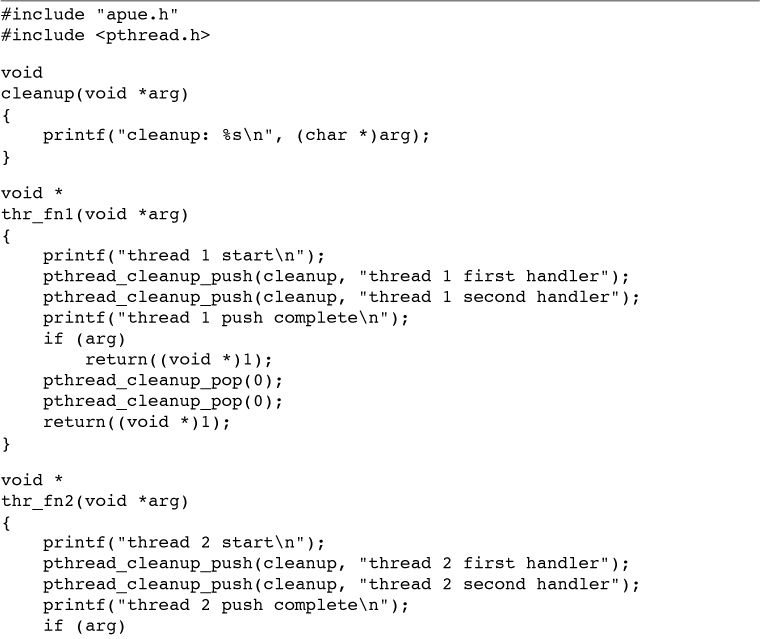 #include "apue.h"
#include <pthread.h>

void
cleanup(void *arg)
{
    printf("cleanup: %s\n", (char *)arg);
}

void *
thr_fn1(void *arg)
{
    printf("thread 1 start\n");
    pthread_cleanup_push(cleanup, "thread 1 first handler");
    pthread_cleanup_push(cleanup, "thread 1 second handler");
    printf("thread 1 push complete\n");
    if (arg)
        return((void *)1);
    pthread_cleanup_pop(0);
    pthread_cleanup_pop(0);
    return((void *)1);
}

void *
thr_fn2(void *arg)
{
    printf("thread 2 start\n");
    pthread_cleanup_push(cleanup, "thread 2 first handler");
    pthread_cleanup_push(cleanup, "thread 2 second handler");
    printf("thread 2 push complete\n");
    if (arg)